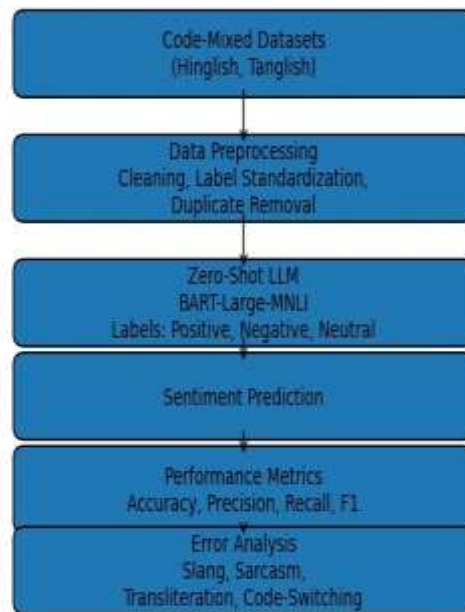 Code-Mixed Datasets
(Hinglish, Tanglish)
Data Preprocessing
Cleaning, Label Standardization,
Duplicate Removal
Zero-Shot LLM
BART-Large-MNLI
Labels: Positive, Negative, Neutral
Sentiment Prediction
Performance Metrics
Accuracy, Precision, Recall, F1
Error Analysis
Slang, Sarcasm,
Transliteration, Code-Switching